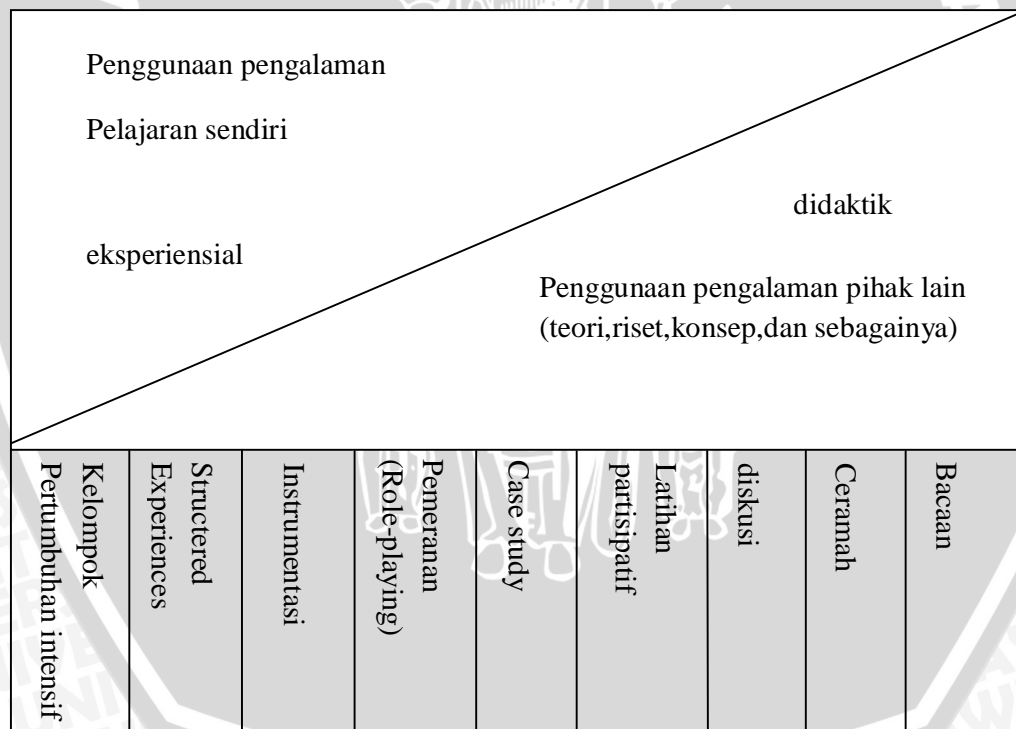 Penggunaan pengalaman
Pelajaran sendiri
didaktik
eksperiensial
Penggunaan pengalaman pihak lain
(teori,riset,konsep,dan sebagainya)
Kelompok
Pertumbuhan intensif
Structered
Experiences
Instrumentasi
Pemeranan
(Role-playing)
Case study
Latihan
partisipatif
diskusi
Ceramah
Bacaan